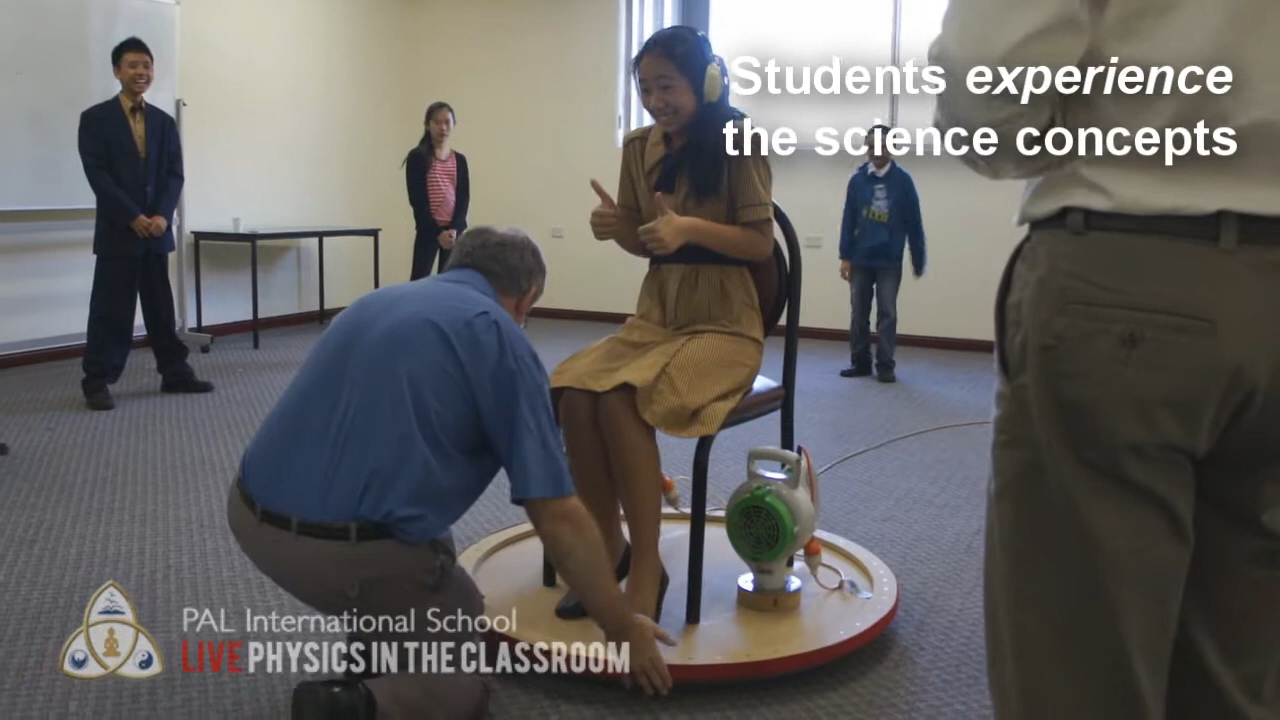 Students experience
the science concepts
PAL International School
LIVE PHYSICS IN THE CLASSROOM